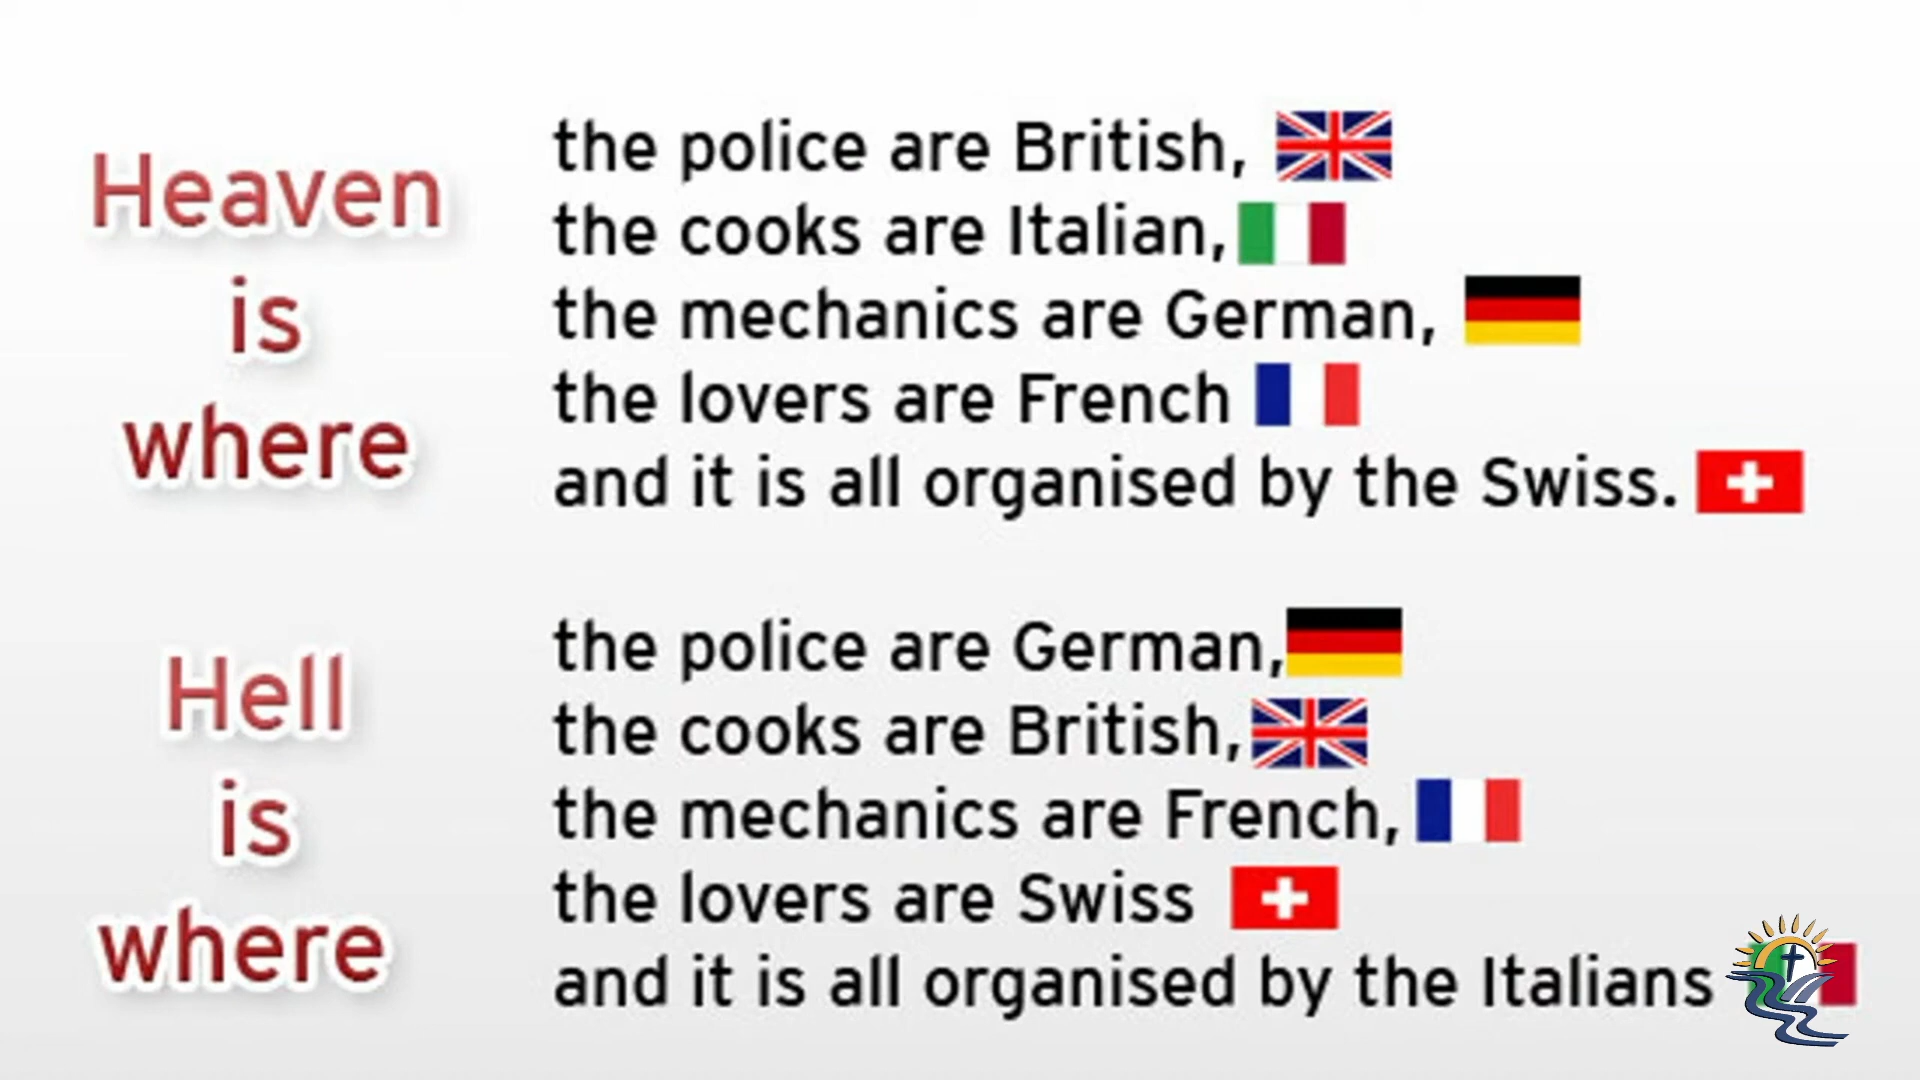 Heaven
is
where
the police are British,
the cooks are Italian,
the mechanics are German,
the lovers are French
and it is all organised by the Swiss.
Hell
is
where
the police are German,
the cooks are British,
the mechanics are French,
the lovers are Swiss
and it is all organised by the Italians